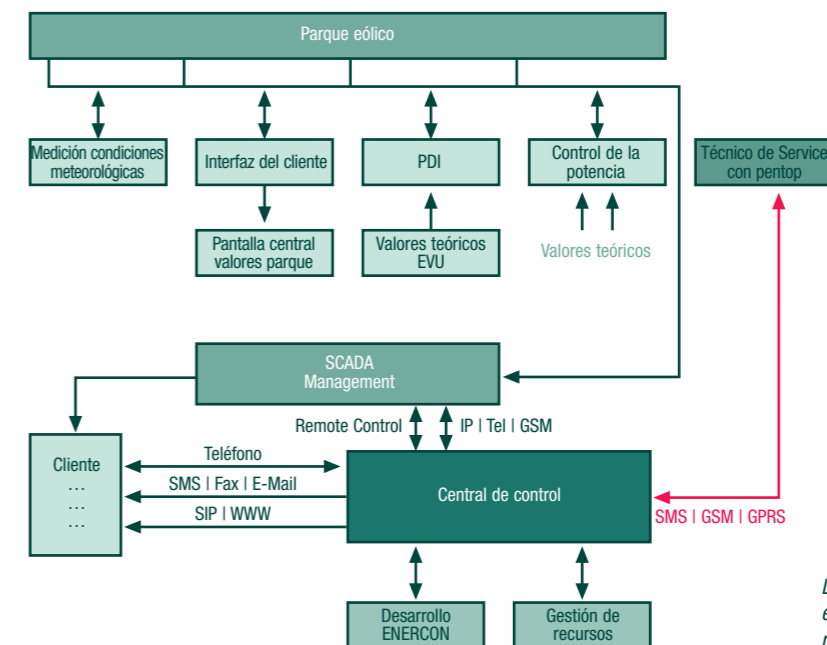 Parque eólico
Medición condiciones
meteorológicas
Interfaz del cliente
PDI
Control de la
potencia
Técnico de Service
con pentop
Pantalla central
valores parque
Valores teóricos
EVU
Valores teóricos
SCADA
Management
Remote Control
IP | Tel | GSM
Cliente
...
...
...
Teléfono
SMS | Fax | E-Mail
SIP | WWW
Central de control
SMS | GSM | GPRS
Desarrollo
ENERCON
Gestión de
recursos